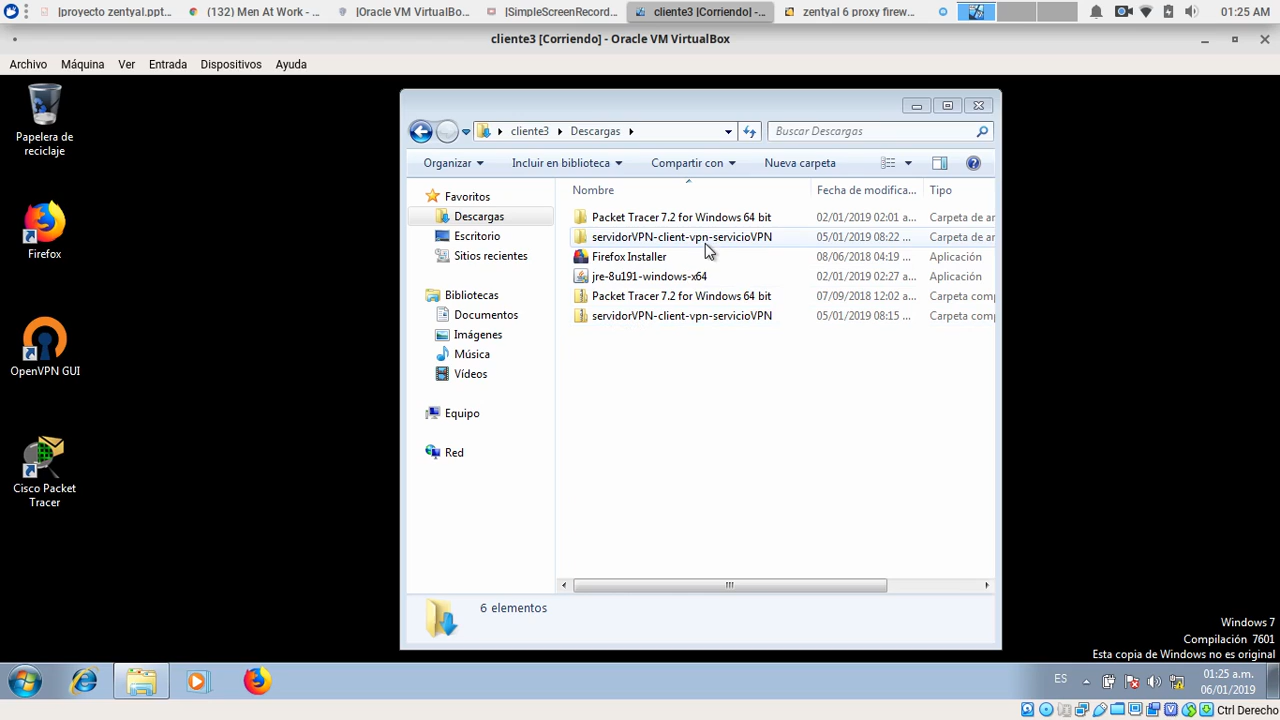 |proyecto zentyal.ppt...
(132) Men At Work - ...
|Oracle VM VirtualBo...
|SimpleScreenRecord...
cliente3 [Corriendo] -...
zentyal 6 proxy firew...
01:25 AM
cliente3 [Corriendo] - Oracle VM VirtualBox
Archivo Máquina Ver Entrada Dispositivos Ayuda
Papelera de
reciclaje
Firefox
OpenVPN GUI
Cisco Packet
Tracer
cliente3 Descargas
Buscar Descargas
Organizar Incluir en biblioteca Compartir con Nueva carpeta
Favoritos
Descargas
Escritorio
Sitios recientes
Bibliotecas
Documentos
Imágenes
Música
Vídeos
Equipo
Red
Nombre Fecha de modifica... Tipo
Packet Tracer 7.2 for Windows 64 bit 02/01/2019 02:01 a... Carpeta de ar
servidorVPN-client-vpn-servicioVPN 05/01/2019 08:22 ... Carpeta de ar
Firefox Installer 08/06/2018 04:19 ... Aplicación
jre-8u191-windows-x64 02/01/2019 02:27 a... Aplicación
Packet Tracer 7.2 for Windows 64 bit 07/09/2018 12:02 a... Carpeta com
servidorVPN-client-vpn-servicioVPN 05/01/2019 08:15 ... Carpeta com
6 elementos
Windows 7
Compilación 7601
Esta copia de Windows no es original
ES
01:25 a.m.
06/01/2019
Ctrl Derecho